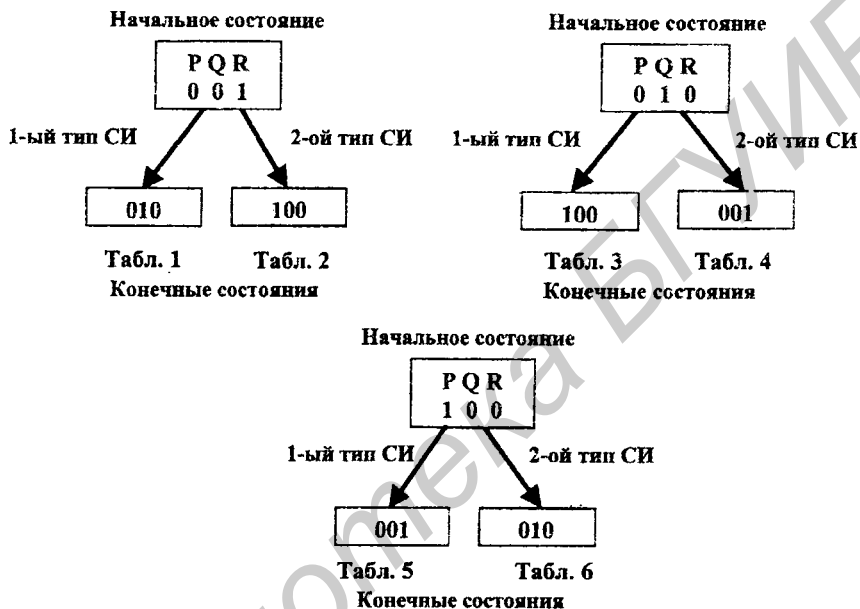 Начальное состояние
P Q R
0 0 1
1-ый тип СИ
2-ой тип СИ
010
100
Табл. 1
Табл. 2
Конечные состояния
Начальное состояние
P Q R
0 1 0
1-ый тип СИ
2-ой тип СИ
100
001
Табл. 3
Табл. 4
Конечные состояния
Начальное состояние
P Q R
1 0 0
1-ый тип СИ
2-ой тип СИ
001
010
Табл. 5
Табл. 6
Конечные состояния